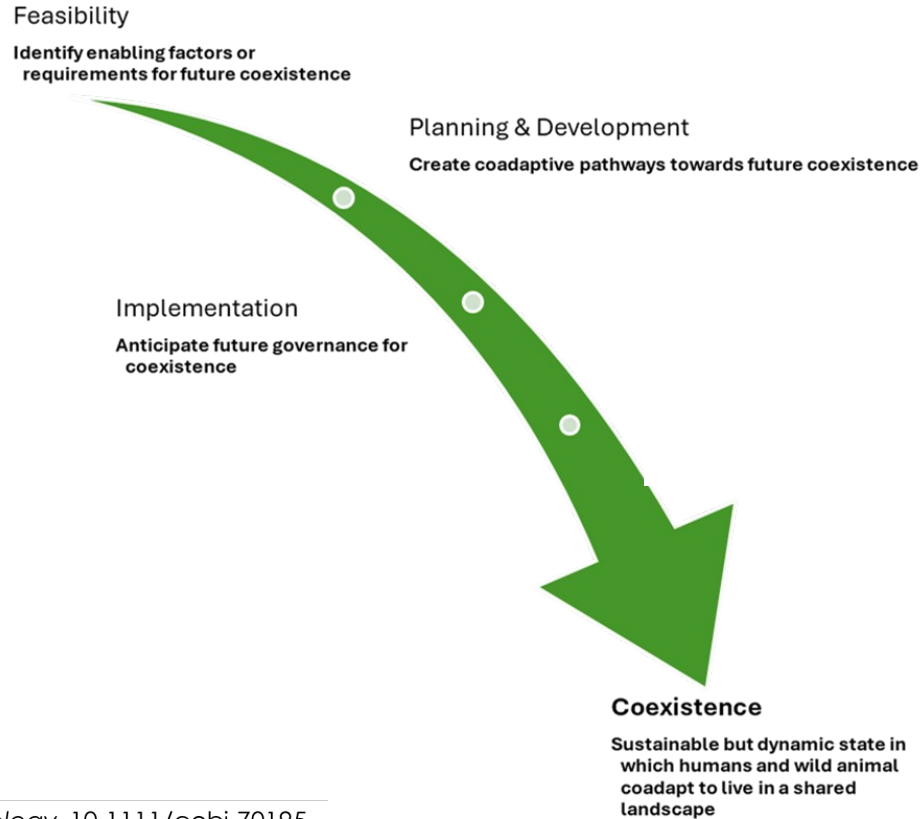 Feasibility
Identify enabling factors or
requirements for future coexistence
Planning & Development
Create coadaptive pathways towards future coexistence
Implementation
Anticipate future governance for
coexistence
Coexistence
Sustainable but dynamic state in
which humans and wild animal
coadapt to live in a shared
landscape